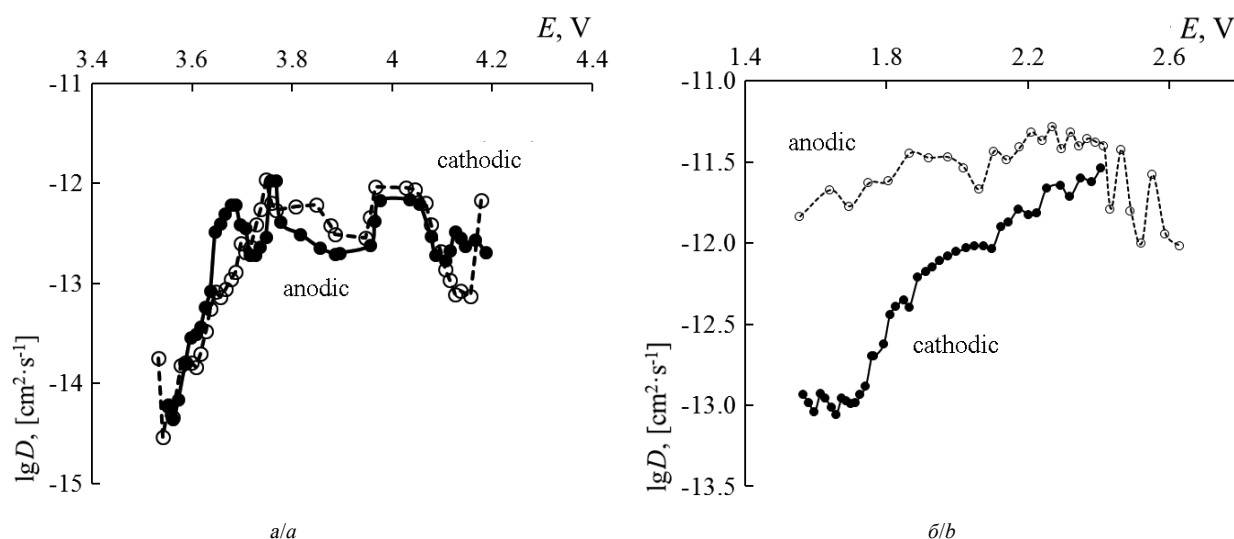 E, V
3.4 3.6 3.8 4 4.2 4.4
-11
-12
-13
-14
-15
lgD, [cm²·s⁻¹]
cathodic
anodic
а/a
E, V
1.4 1.8 2.2 2.6
-11.0
-11.5
-12.0
-12.5
-13.0
-13.5
lgD, [cm²·s⁻¹]
anodic
cathodic
б/b